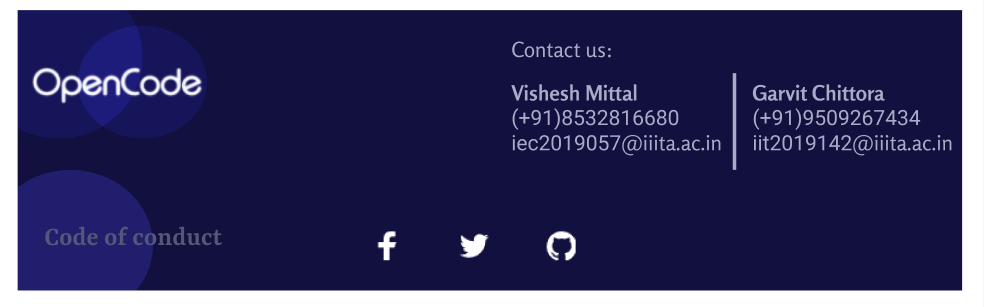 OpenCode
Contact us:
Vishesh Mittal
(+91)8532816680
iec2019057@iiita.ac.in
Garvit Chittora
(+91)9509267434
iit2019142@iiita.ac.in
Code of conduct